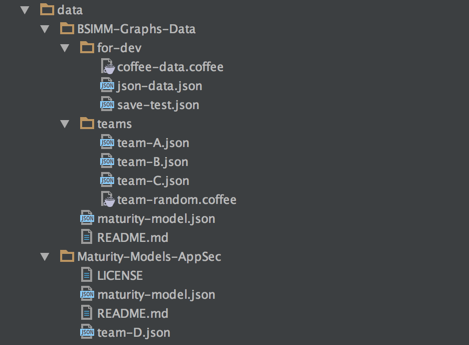 data
BSIMM-Graphs-Data
for-dev
coffee-data.coffee
json-data.json
save-test.json
teams
team-A.json
team-B.json
team-C.json
team-random.coffee
maturity-model.json
README.md
Maturity-Models-AppSec
LICENSE
maturity-model.json
README.md
team-D.json